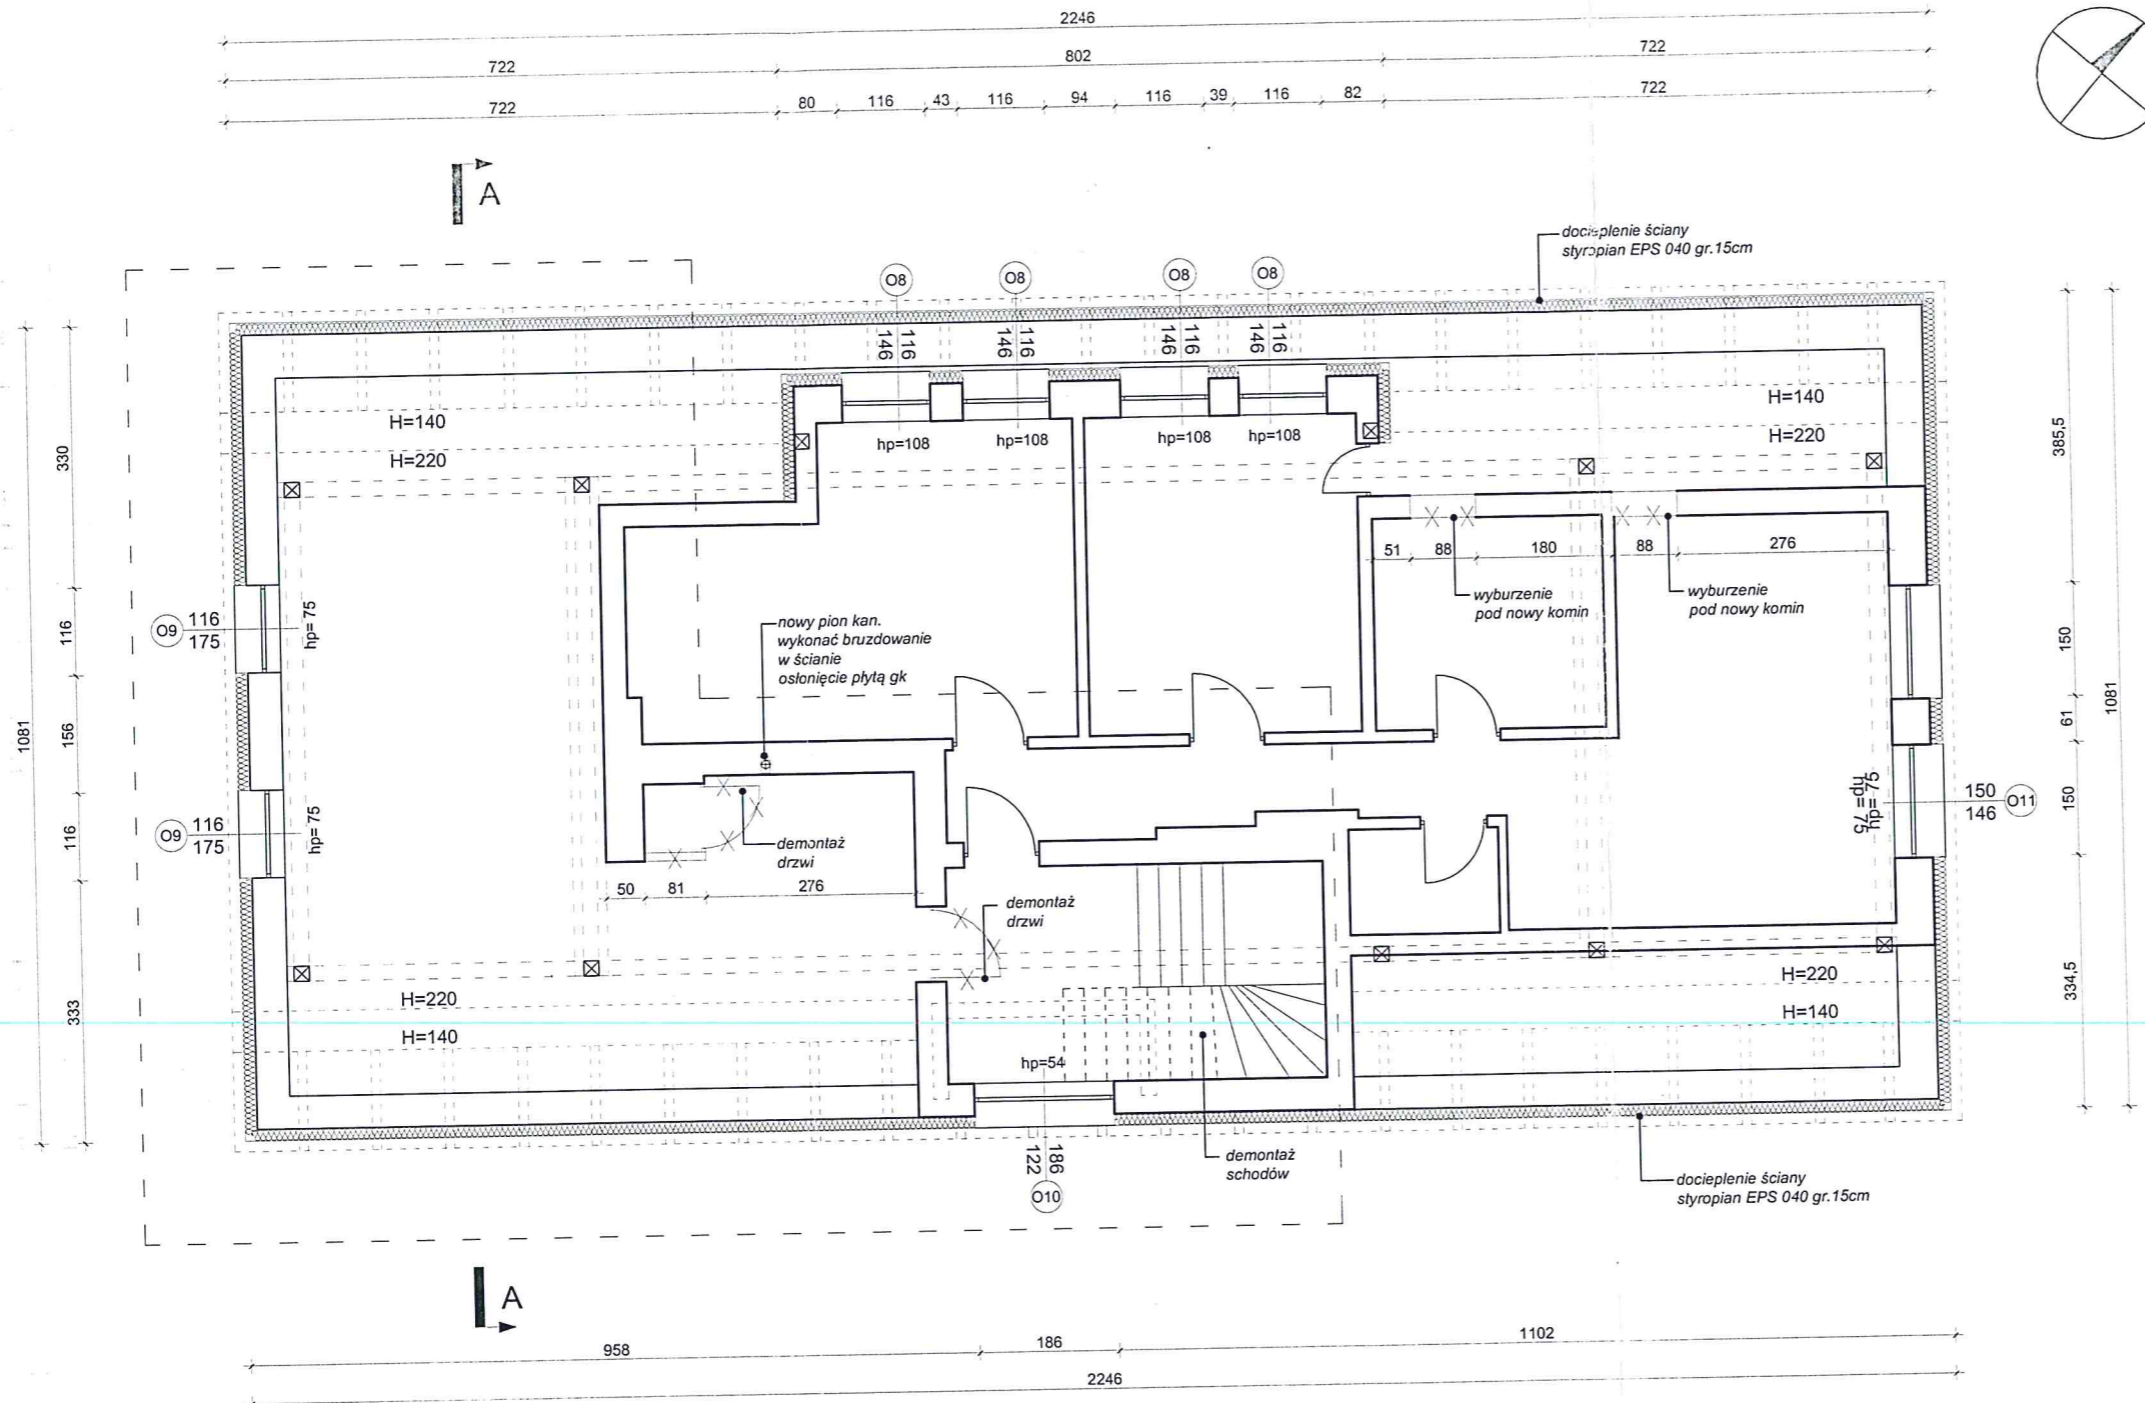 2246
722
802
722
722
80
116
43
116
94
116
39
116
82
722
A
docieplenie ściany
styropian EPS 040 gr.15cm
O8
O8
O8
O8
116
146
116
146
116
146
116
146
H=140
H=220
hp=108
hp=108
hp=108
hp=108
H=140
H=220
330
116
156
116
333
1081
385,5
150
61
150
334,5
1081
51
88
180
88
276
wyburzenie
pod nowy komin
wyburzenie
pod nowy komin
nowy pion kan.
wykonać bruzdowanie
w ścianie
osłonięcie płytą gk
O9
116
175
hp= 75
O9
116
175
hp= 75
hp= 75
hp= 75
150
146
O11
demontaż
drzwi
50
81
276
demontaż
drzwi
H=220
H=140
H=220
H=140
hp=54
186
122
O10
demontaż
schodów
docieplenie ściany
styropian EPS 040 gr.15cm
A
958
186
1102
2246